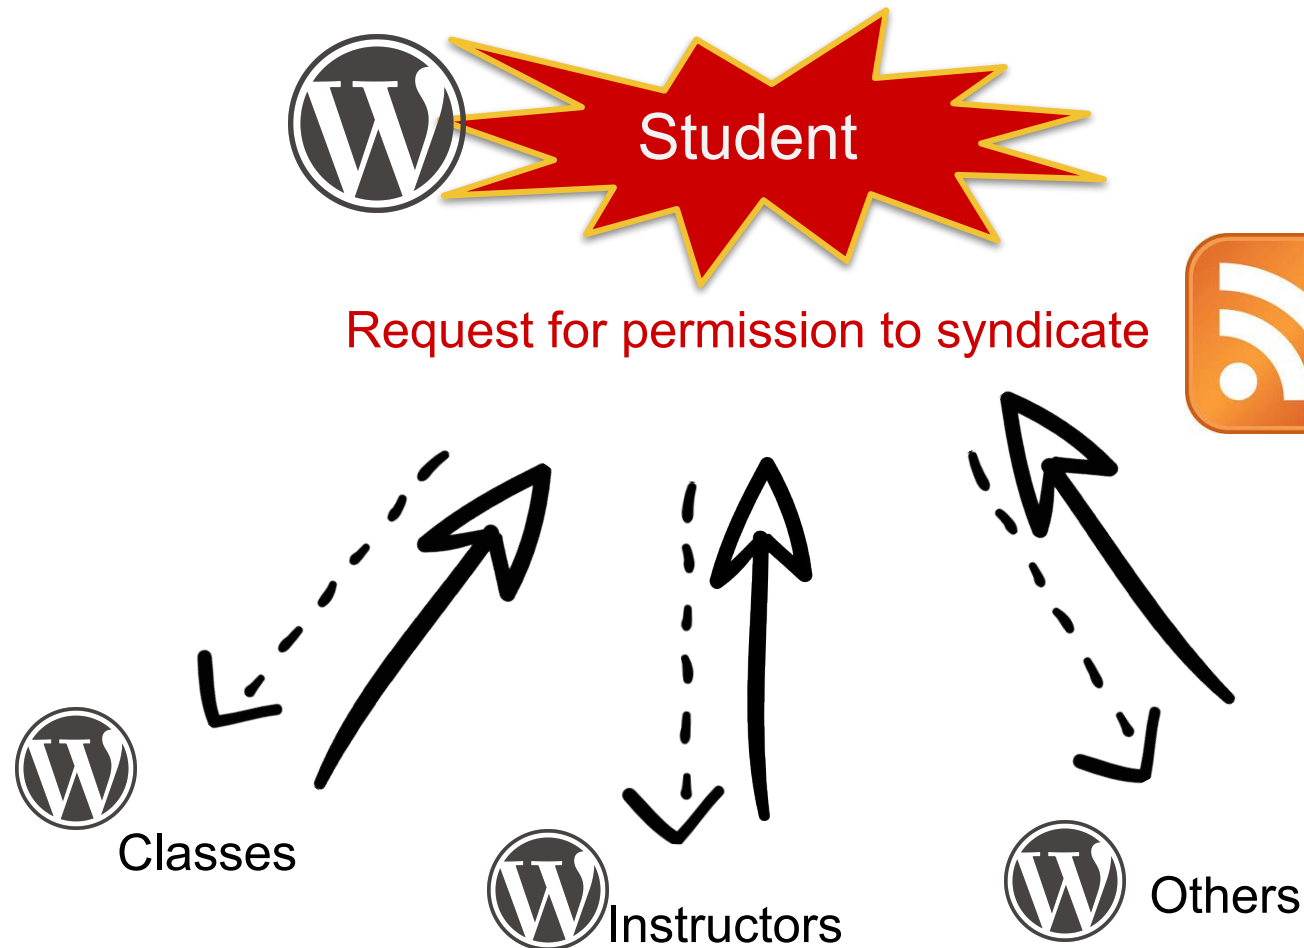 Student
Request for permission to syndicate
Classes
Instructors
Others